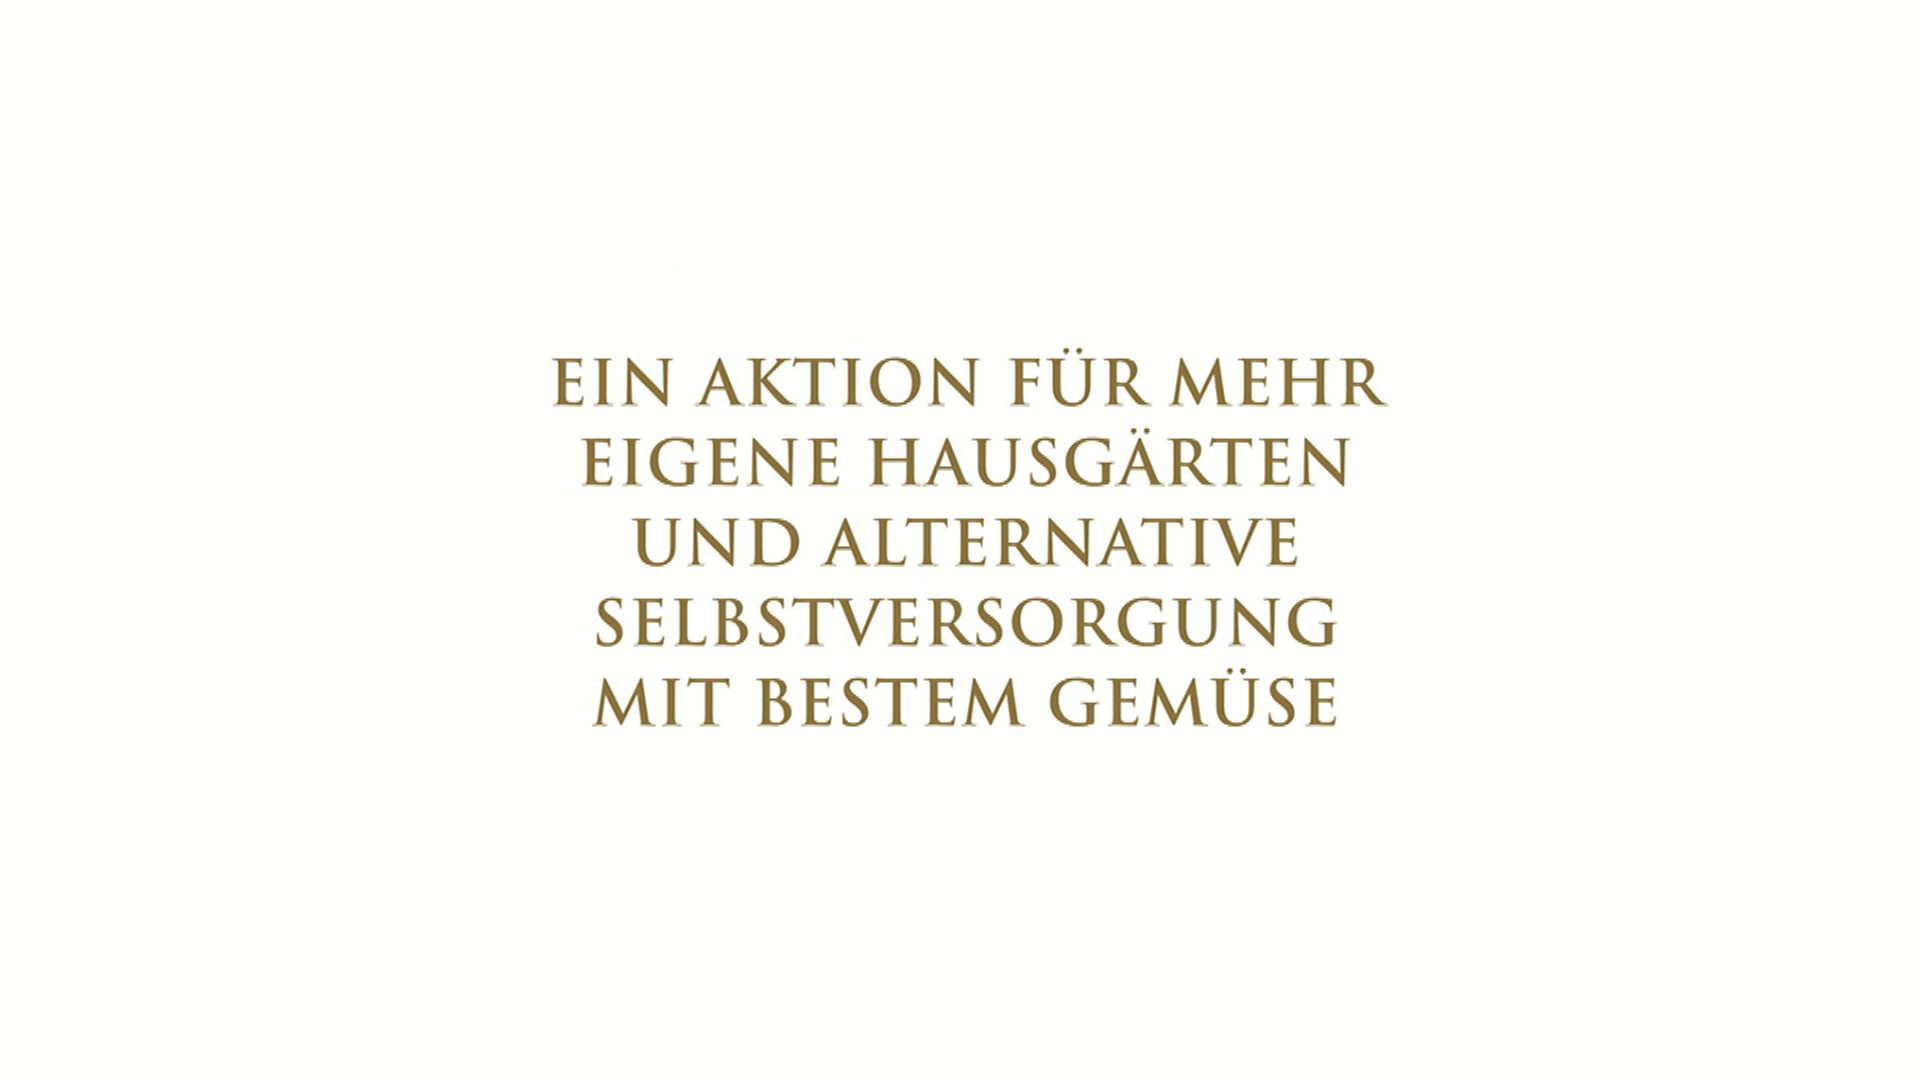 EIN AKTION FÜR MEHR
EIGENE HAUSGÄRTEN
UND ALTERNATIVE
SELBSTVERSORGUNG
MIT BESTEM GEMÜSE